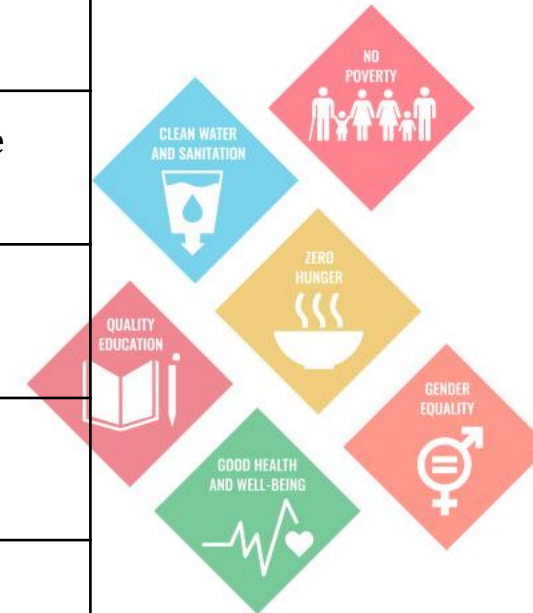 NO
POVERTY
CLEAN WATER
AND SANITATION
e
ZERO
HUNGER
QUALITY
EDUCATION
GENDER
EQUALITY
GOOD HEALTH
AND WELL-BEING